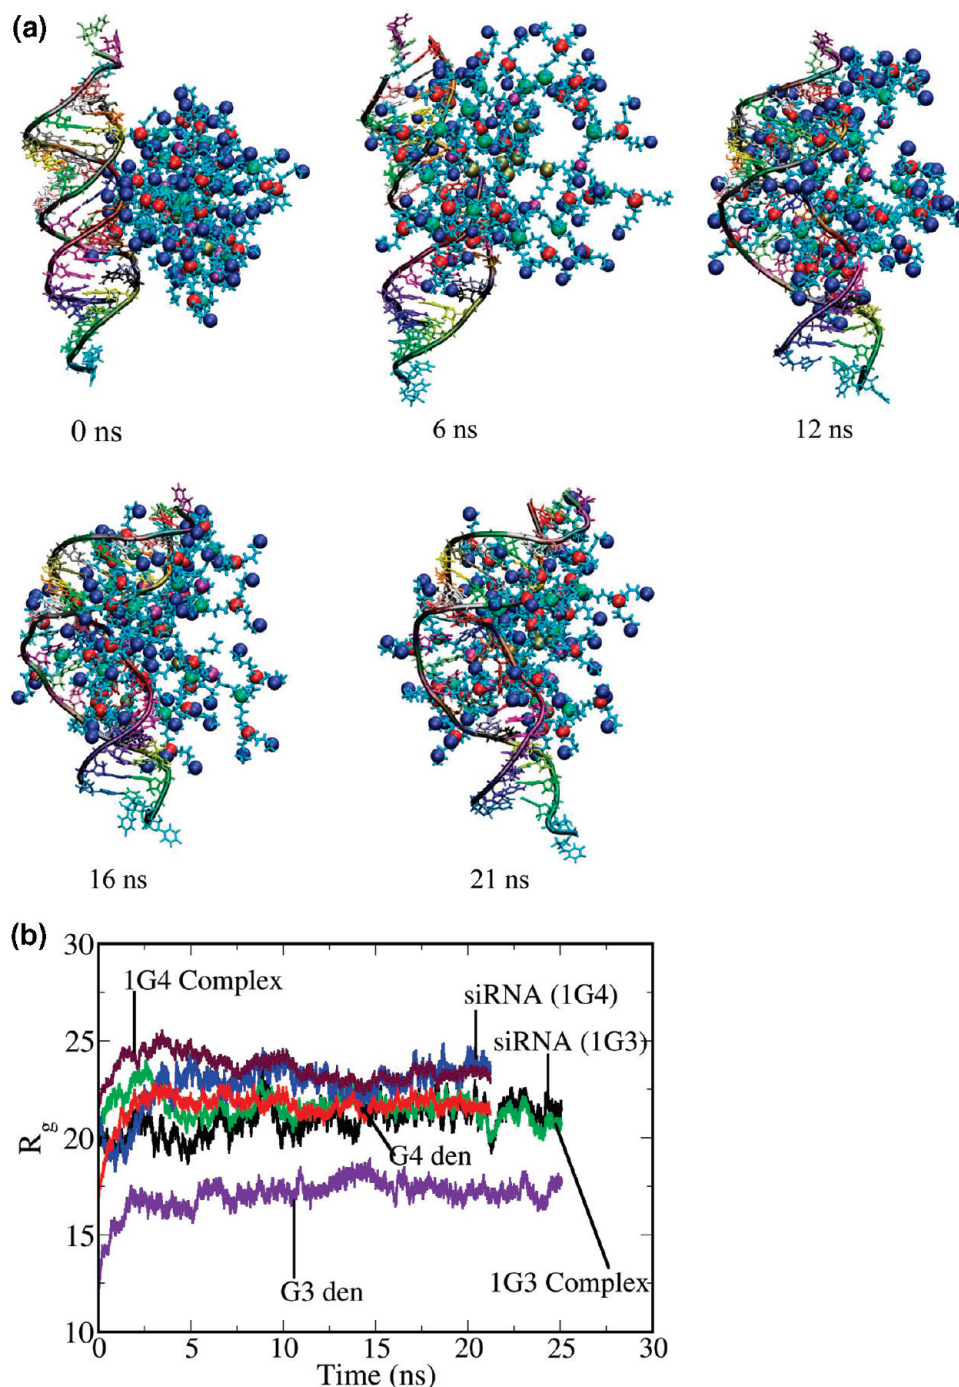 (a)
0 ns
6 ns
12 ns
16 ns
21 ns
(b)
30
25
20
15
10
R_g
1G4 Complex
siRNA (1G4)
siRNA (1G3)
G4 den
G3 den
1G3 Complex
0
5
10
15
20
25
30
Time (ns)